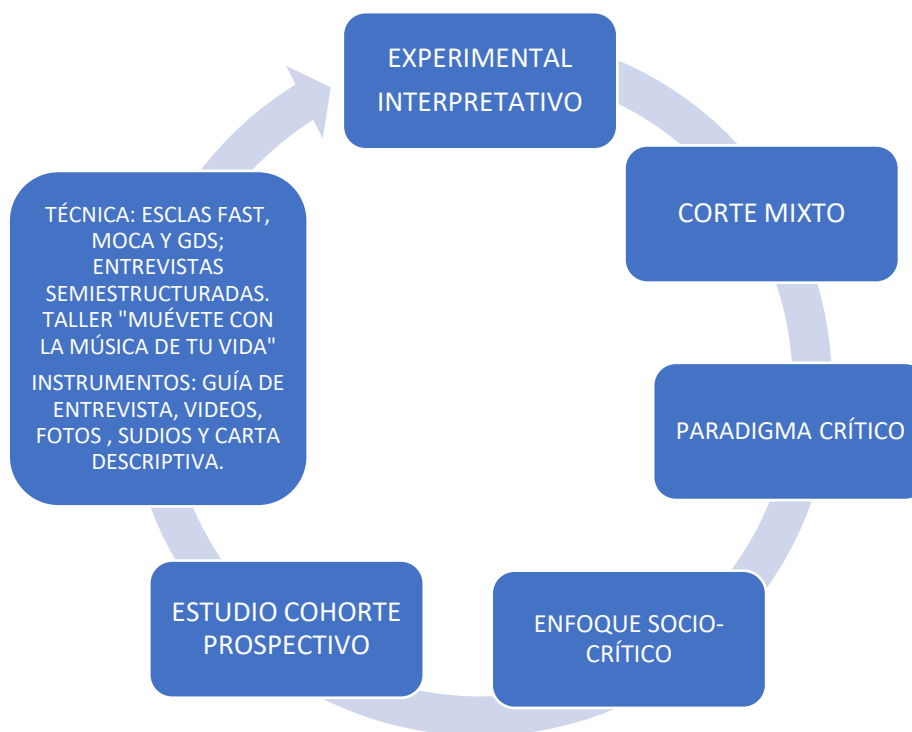 EXPERIMENTAL
INTERPRETATIVO
CORTE MIXTO
PARADIGMA CRÍTICO
ENFOQUE SOCIO-
CRÍTICO
ESTUDIO COHORTE
PROSPECTIVO
TÉCNICA: ESCLAS FAST,
MOCA Y GDS;
ENTREVISTAS
SEMIESTRUCTURADAS.
TALLER "MUÉVETE CON
LA MÚSICA DE TU VIDA"
INSTRUMENTOS: GUÍA DE
ENTREVISTA, VIDEOS,
FOTOS , SUDIOS Y CARTA
DESCRIPTIVA.